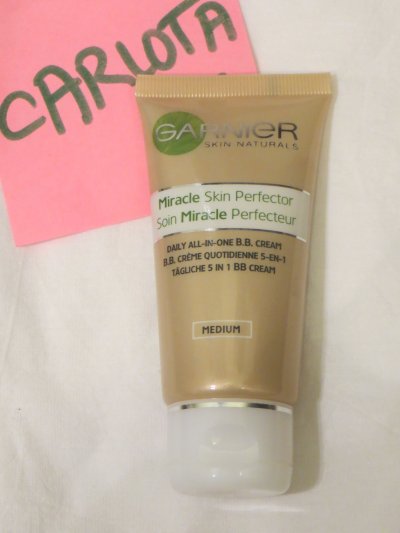 CARLOTA
GARNIER
SKIN NATURALS
Miracle Skin Perfector
Soin Miracle Perfecteur
DAILY ALL-IN-ONE B.B. CREAM
B.B. CRÈME QUOTIDIENNE 5-EN-1
TÄGLICHE 5 IN 1 BB CREAM
MEDIUM